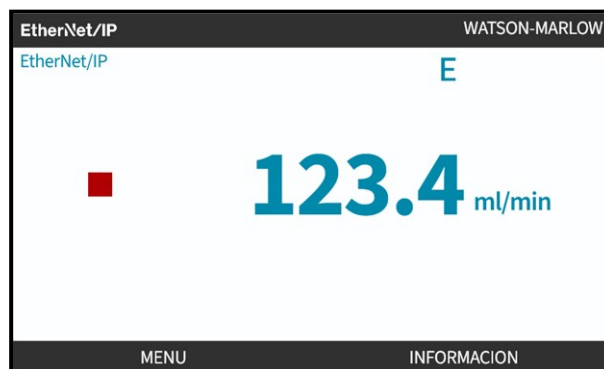 EtherNet/IP WATSON-MARLOW
EtherNet/IP E
123.4 ml/min
MENU INFORMACION